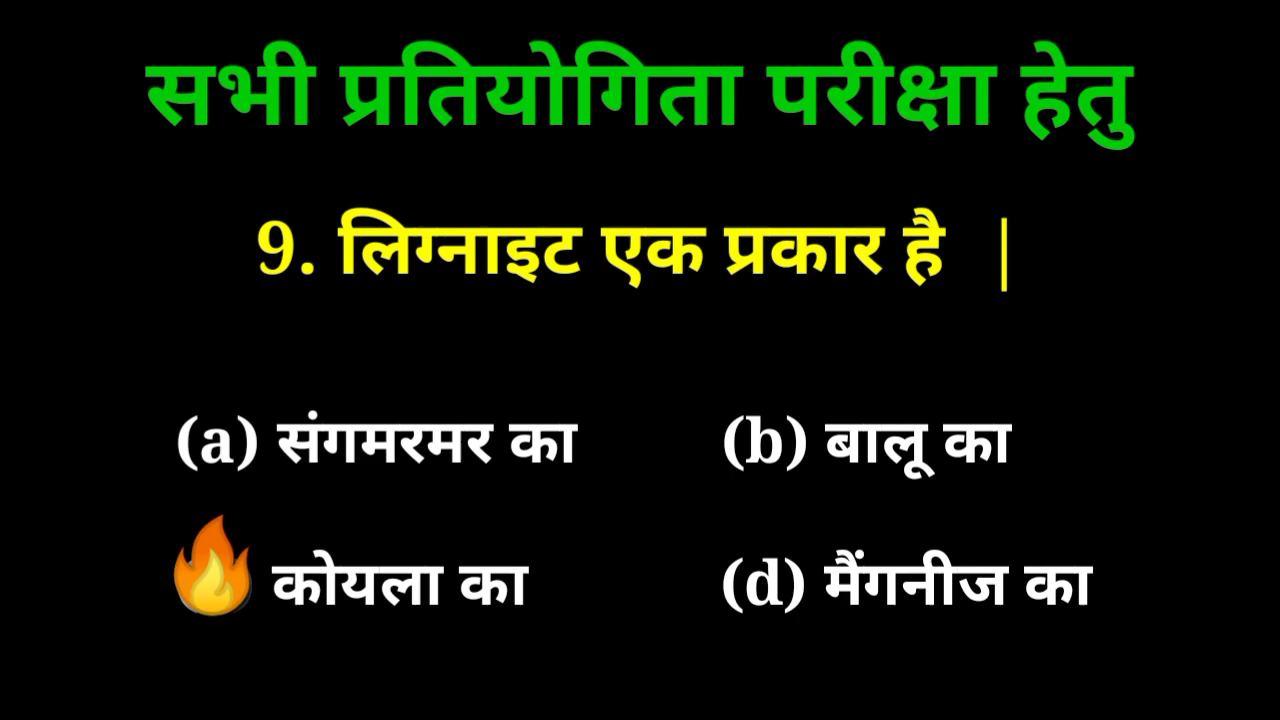 सभी प्रतियोगिता परीक्षा हेतु
9. लिग्नाइट एक प्रकार है |
(a) संगमरमर का (b) बालू का
कोयला का (d) मैंगनीज का